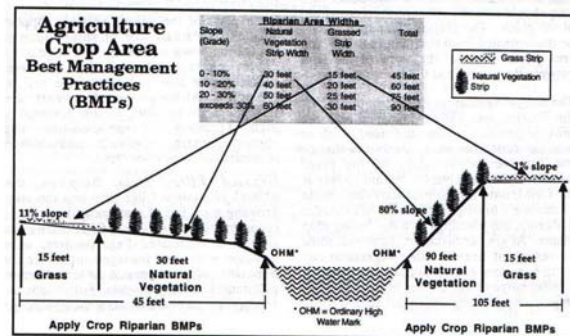 Agriculture
Crop Area
Best Management
Practices
(BMPs)
Riparian Area Widths
Slope (Grade) Natural Vegetation Strip Width Grassed Strip Width Total
0 - 10% 30 feet 15 feet 45 feet
10 - 20% 40 feet 20 feet 60 feet
20 - 30% 50 feet 25 feet 75 feet
exceeds 30% 60 feet 30 feet 90 feet
Grass Strip
Natural Vegetation
Strip
11% slope
OHM*
15 feet
Grass
30 feet
Natural
Vegetation
45 feet
Apply Crop Riparian BMPs
* OHM = Ordinary High
Water Mark
80% slope
1% slope
OHM*
90 feet
Natural
Vegetation
15 feet
Grass
105 feet
Apply Crop Riparian BMPs